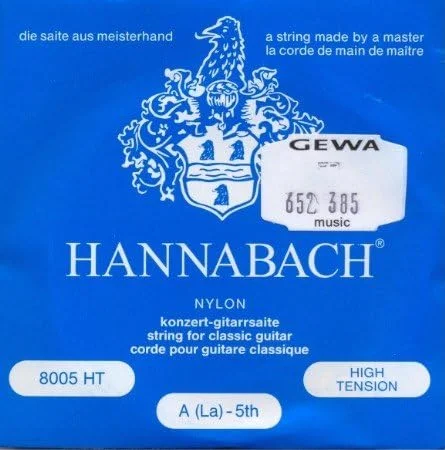 die saite aus meisterhand
a string made by a master
la corde de main de maître
GEWA
652 385
music
HANNABACH®
NYLON
konzert-gitarrsaite
string for classic guitar
corde pour guitare classique
8005 HT
HIGH
TENSION
A (La) - 5th